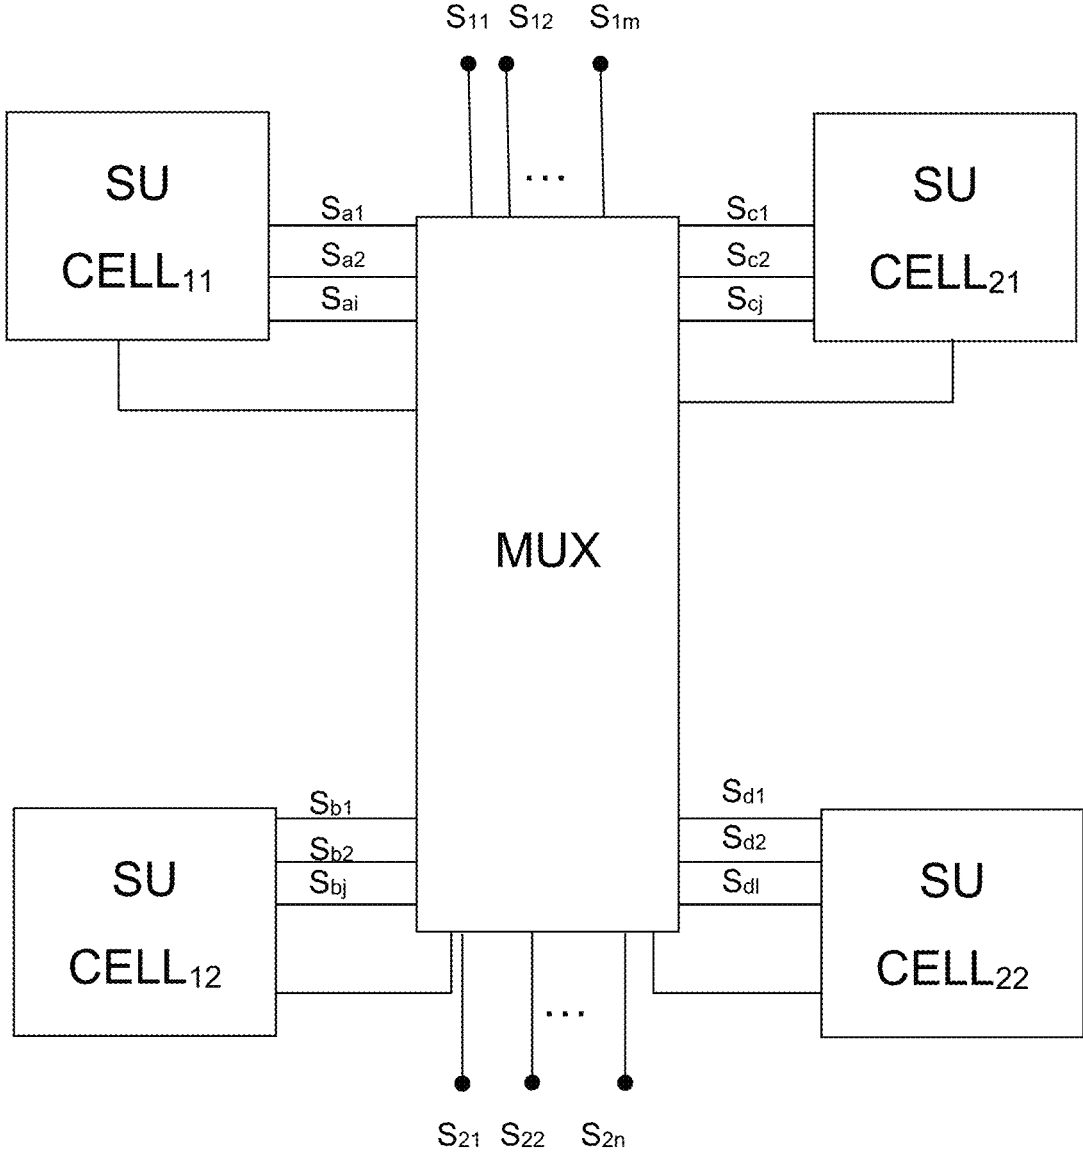 S11 S12 S1m
...
SU
CELL11
Sa1
Sa2
Sai
Sc1
Sc2
Scj
SU
CELL21
MUX
SU
CELL12
Sb1
Sb2
Sbj
Sd1
Sd2
Sdl
SU
CELL22
...
S21 S22 S2n